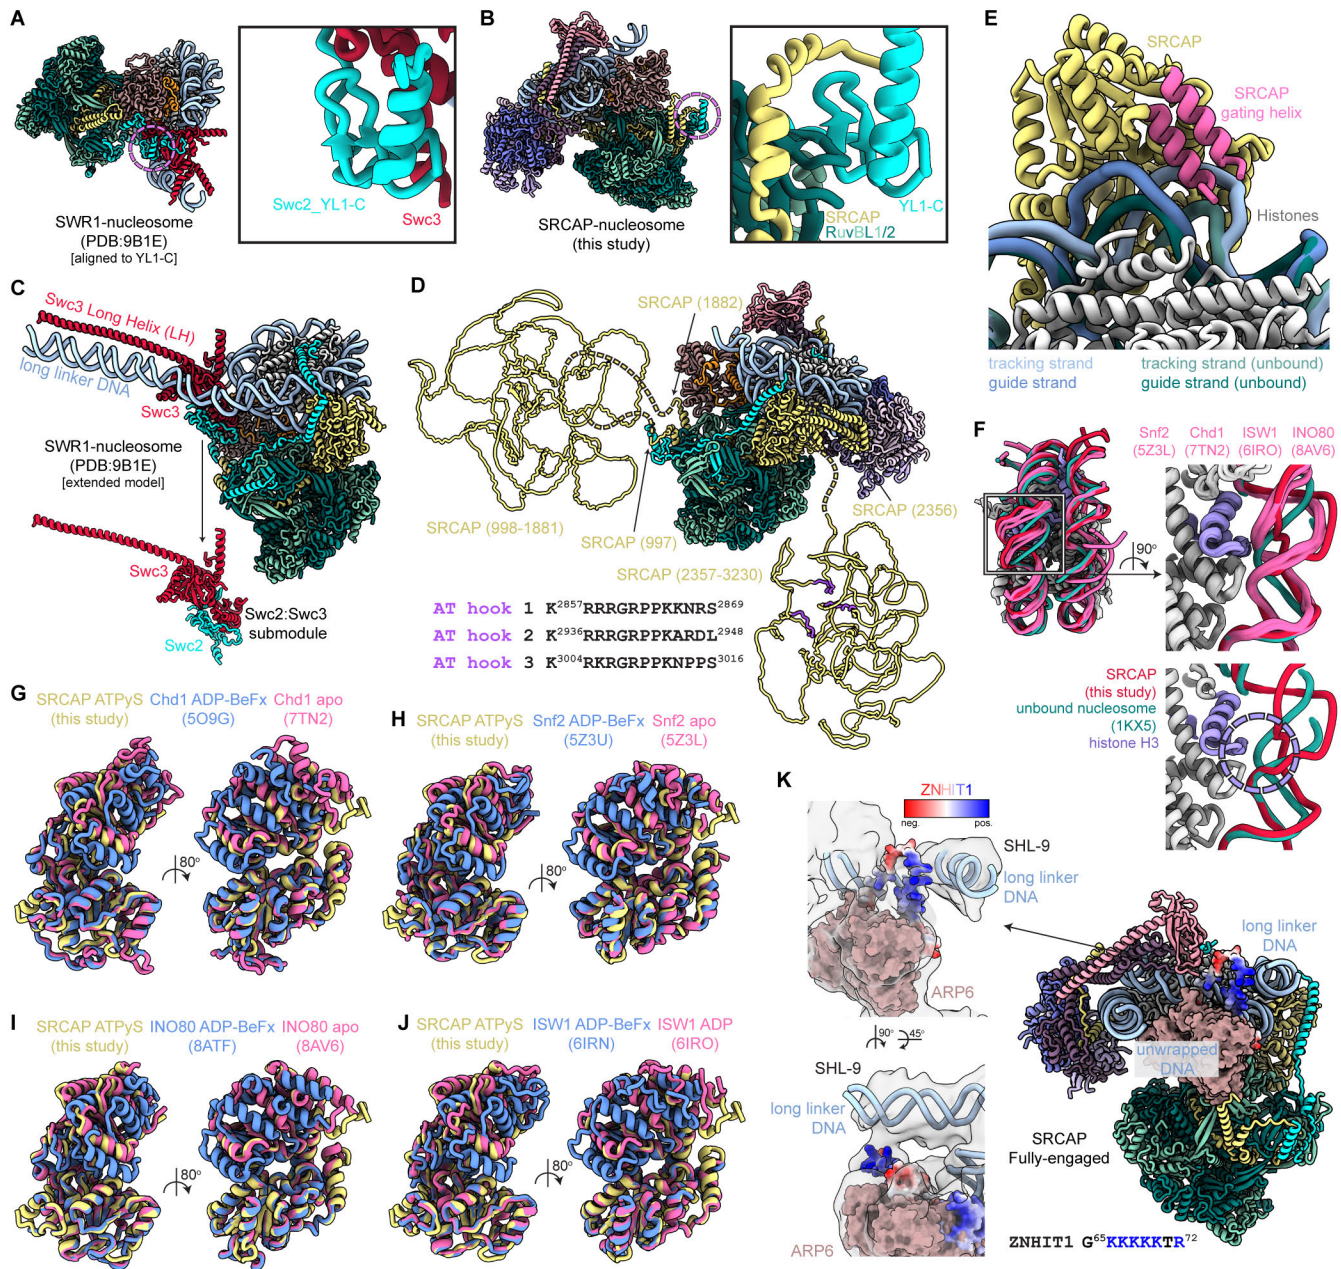 A
SWR1-nucleosome
(PDB:9B1E)
[aligned to YL1-C]
Swc2_YL1-C
Swc3
B
SRCAP-nucleosome
(this study)
SRCAP
RuvBL1/2
YL1-C
C
Swc3 Long Helix (LH)
long linker DNA
Swc3
SWR1-nucleosome
(PDB:9B1E)
[extended model]
Swc3
Swc2
Swc2:Swc3
submodule
D
SRCAP (1882)
SRCAP (998-1881)
SRCAP (997)
SRCAP (2356)
SRCAP (2357-3230)
AT hook 1 K²⁸⁵⁷RRRGRPPKKNRS²⁸⁶⁹
AT hook 2 K²⁹³⁶RRRGRPPKARDL²⁹⁴⁸
AT hook 3 K³⁰⁰⁴RKRGRPPKNPPS³⁰¹⁶
E
SRCAP
SRCAP
gating helix
Histones
tracking strand
guide strand
tracking strand (unbound)
guide strand (unbound)
F
Snf2
(5Z3L)
Chd1
(7TN2)
ISW1
(6IRO)
INO80
(8AV6)
90°
SRCAP
(this study)
unbound nucleosome
(1KX5)
histone H3
G
SRCAP ATPyS
(this study)
Chd1 ADP-BeFx
(5O9G)
Chd1 apo
(7TN2)
80°
H
SRCAP ATPyS
(this study)
Snf2 ADP-BeFx
(5Z3U)
Snf2 apo
(5Z3L)
80°
I
SRCAP ATPyS
(this study)
INO80 ADP-BeFx
(8ATF)
INO80 apo
(8AV6)
80°
J
SRCAP ATPyS
(this study)
ISW1 ADP-BeFx
(6IRN)
ISW1 ADP
(6IRO)
80°
K
ZNHIT1
neg.
pos.
SHL-9
long linker
DNA
ARP6
90°
45°
SHL-9
long linker
DNA
ARP6
long linker
DNA
unwrapped
DNA
SRCAP
Fully-engaged
ZNHIT1 G⁶⁵KKKKKTR⁷²